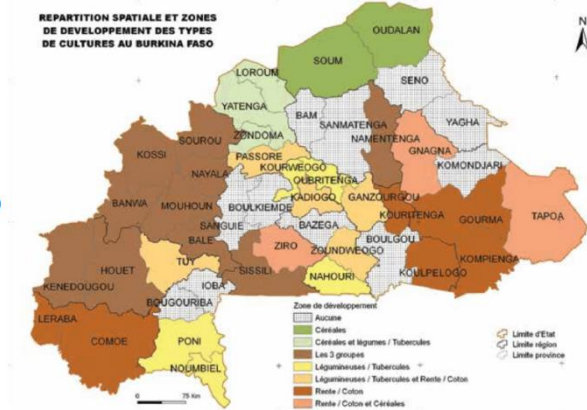 REPARTITION SPATIALE ET ZONES
DE DEVELOPPEMENT DES TYPES
DE CULTURES AU BURKINA FASO
N
OUDALAN
SOUM
LOROUM
SENO
YATENGA
BAM
SANMATENGA
YAGHA
ZONDOMA
NAMENTENGA
SOUROU
GNAGNA
PASSORE
KOSSI
KOURWEOGO
KOMONDJARI
NAYALA
OUBRITENGA
KADIOGO
GANZOURGOU
BANWA
MOUHOUN
BOULKIEMDE
KOURITENGA
GOURMA
TAPOA
SANGUIE
BAZEGA
BALE
BOULGOU
ZIRO
ZOUNDWEOGO
KOMPIENGA
TUY
HOUET
KOULPELOGO
SISSILI
NAHOURI
KENEDOUGOU
IOBA
BOUGOURIBA
LERABA
COMOE
PONI
NOUMBIEL
0 75 Km
Zone de développement
Aucune
Céréales
Céréales et légumes / Tubercules
Les 3 groupes
Légumineuses / Tubercules
Légumineuses / Tubercules et Rente / Coton
Rente / Coton
Rente / Coton et Céréales
Limite d'Etat
Limite région
Limite province